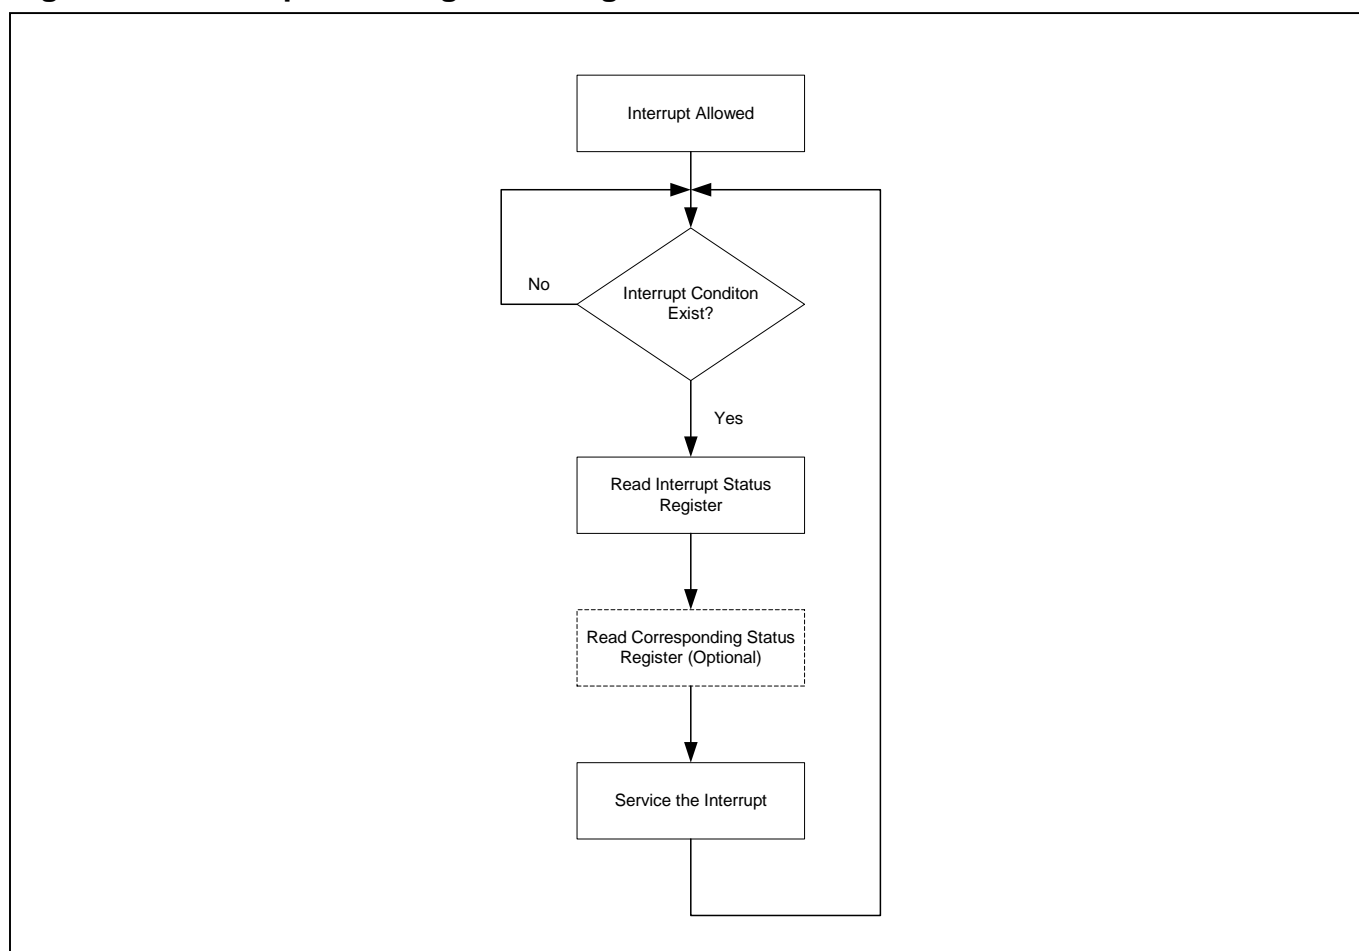 Interrupt Allowed
No
Interrupt Conditon
Exist?
Yes
Read Interrupt Status
Register
Read Corresponding Status
Register (Optional)
Service the Interrupt